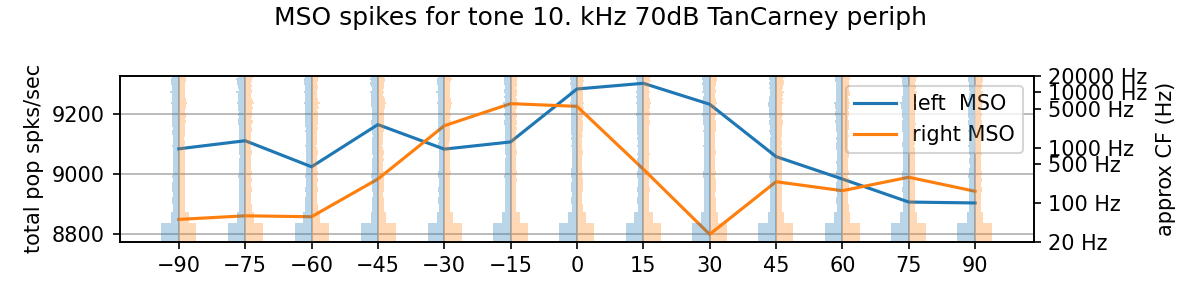 MSO spikes for tone 10. kHz 70dB TanCarney periph
total pop spks/sec
9200
9000
8800
−90 −75 −60 −45 −30 −15 0 15 30 45 60 75 90
left MSO
right MSO
20000 Hz
10000 Hz
5000 Hz
1000 Hz
500 Hz
100 Hz
20 Hz
approx CF (Hz)